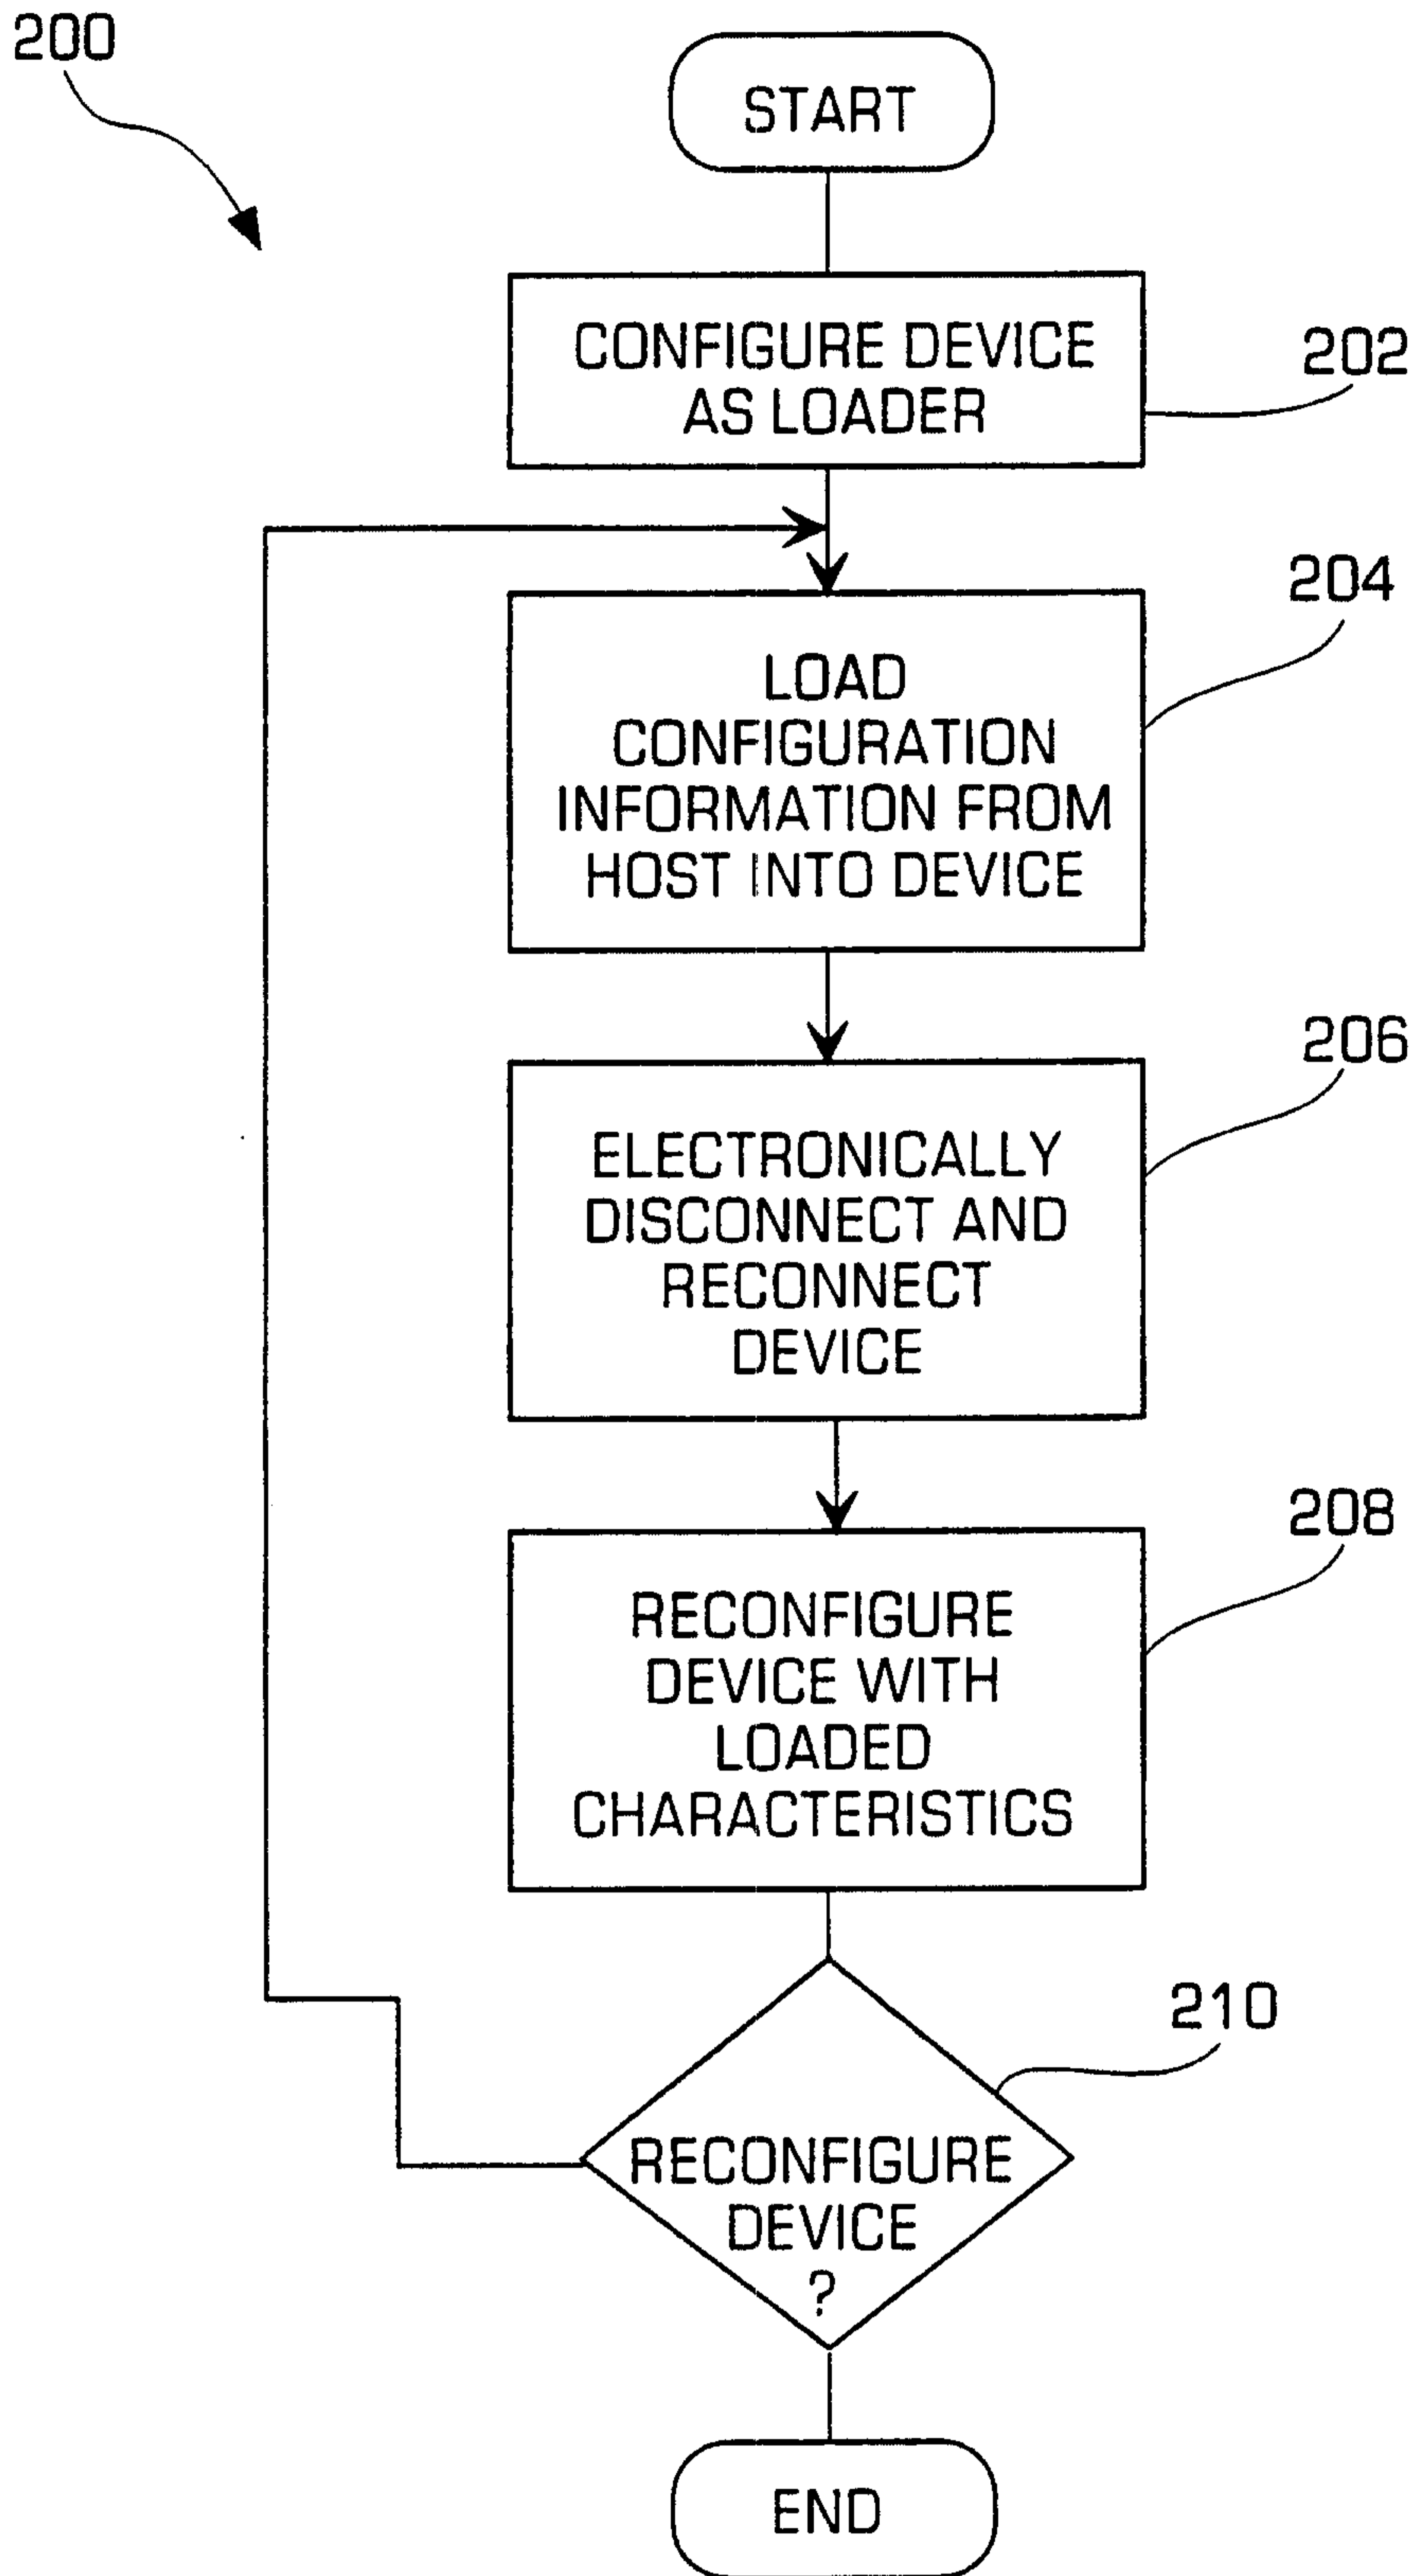 200
START
CONFIGURE DEVICE
AS LOADER
202
204
LOAD
CONFIGURATION
INFORMATION FROM
HOST INTO DEVICE
206
ELECTRONICALLY
DISCONNECT AND
RECONNECT
DEVICE
208
RECONFIGURE
DEVICE WITH
LOADED
CHARACTERISTICS
210
RECONFIGURE
DEVICE
?
END